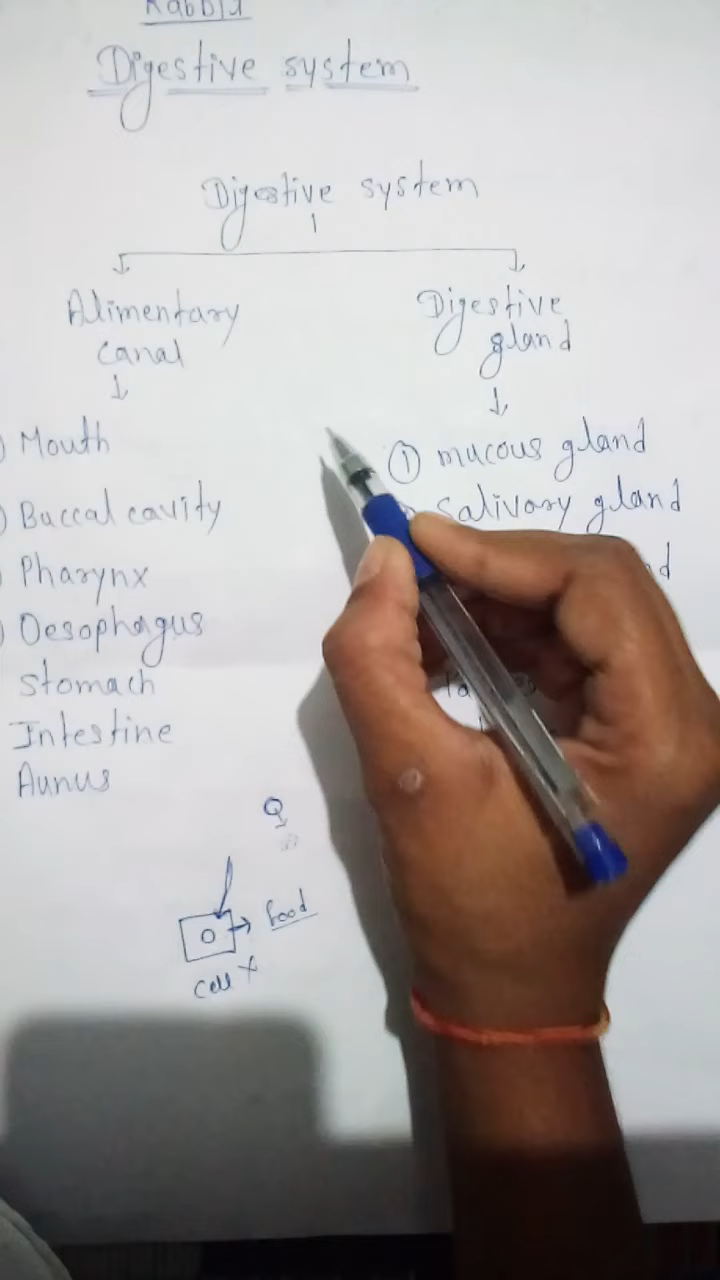 Rabbit
Digestive system
Digestive system
Alimentary canal
Mouth
Buccal cavity
Pharynx
Oesophagus
Stomach
Intestine
Aunus
Digestive gland
① mucous gland
Salivary gland
Q
food
cell x